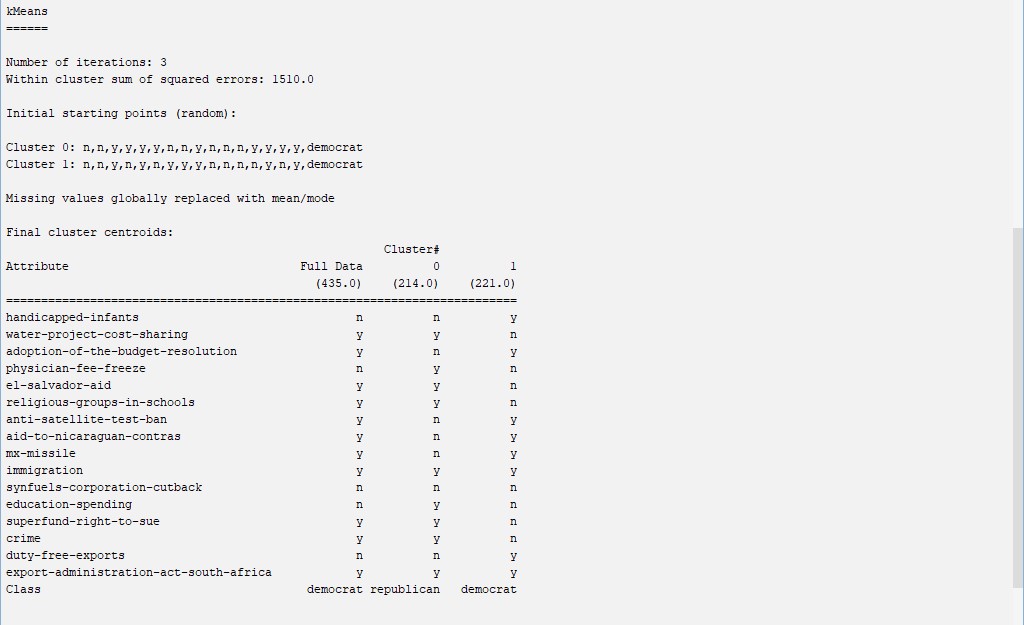 kMeans
======
Number of iterations: 3
Within cluster sum of squared errors: 1510.0
Initial starting points (random):
Cluster 0: n,n,y,y,y,y,n,n,y,n,n,n,y,y,y,y,democrat
Cluster 1: n,n,y,n,y,n,y,y,y,n,n,n,n,y,n,y,democrat
Missing values globally replaced with mean/mode
Final cluster centroids:
Cluster#
Attribute Full Data 0 1
(435.0) (214.0) (221.0)
=========================================================================
handicapped-infants n n y
water-project-cost-sharing y y n
adoption-of-the-budget-resolution y n y
physician-fee-freeze n y n
el-salvador-aid y y n
religious-groups-in-schools y y n
anti-satellite-test-ban y n y
aid-to-nicaraguan-contras y n y
mx-missile y n y
immigration y y y
synfuels-corporation-cutback n n n
education-spending n y n
superfund-right-to-sue y y n
crime y y n
duty-free-exports n n y
export-administration-act-south-africa y y y
Class democrat republican democrat